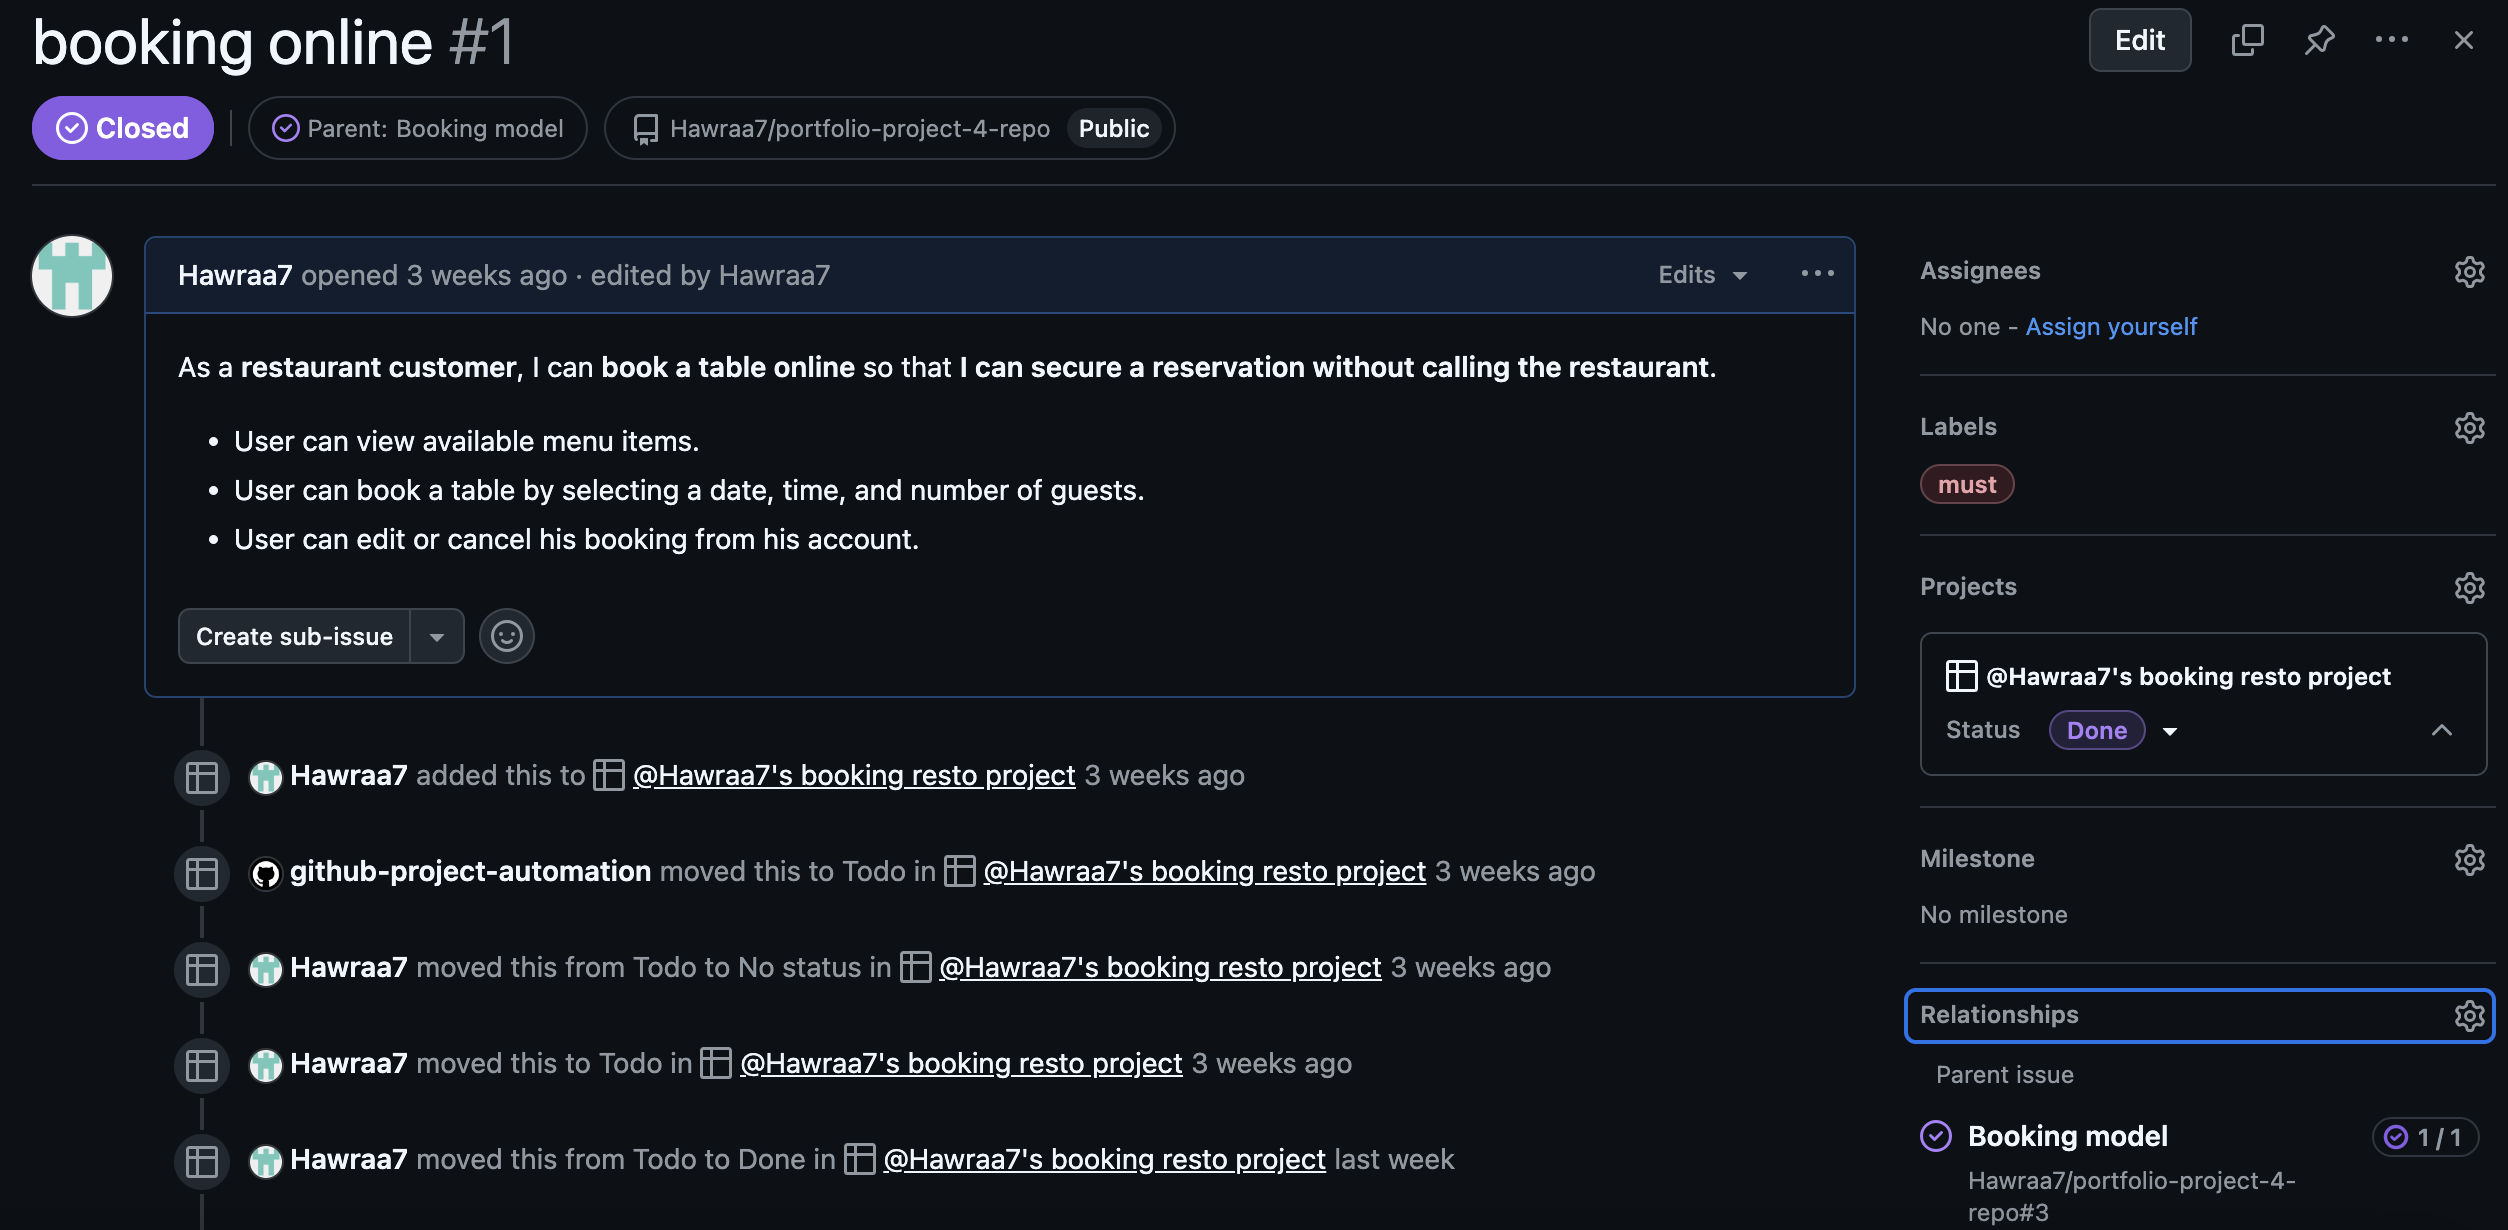 booking online #1
Edit
Closed
Parent: Booking model
Hawraa7/portfolio-project-4-repo Public
Hawraa7 opened 3 weeks ago · edited by Hawraa7
Edits
As a restaurant customer, I can book a table online so that I can secure a reservation without calling the restaurant.
• User can view available menu items.
• User can book a table by selecting a date, time, and number of guests.
• User can edit or cancel his booking from his account.
Create sub-issue
Hawraa7 added this to @Hawraa7's booking resto project 3 weeks ago
github-project-automation moved this to Todo in @Hawraa7's booking resto project 3 weeks ago
Hawraa7 moved this from Todo to No status in @Hawraa7's booking resto project 3 weeks ago
Hawraa7 moved this to Todo in @Hawraa7's booking resto project 3 weeks ago
Hawraa7 moved this from Todo to Done in @Hawraa7's booking resto project last week
Assignees
No one - Assign yourself
Labels
must
Projects
@Hawraa7's booking resto project
Status Done
Milestone
No milestone
Relationships
Parent issue
Booking model 1 / 1
Hawraa7/portfolio-project-4-
repo#3